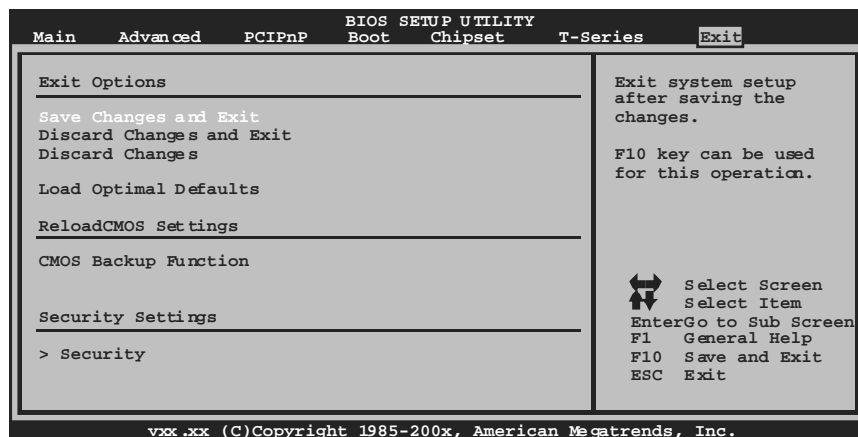 BIOS SETUP UTILITY
Main Advanced PCIPnP Boot Chipset T-Series Exit
Exit Options
Save Changes and Exit
Discard Changes and Exit
Discard Changes
Load Optimal Defaults
ReloadCMOS Settings
CMOS Backup Function
Security Settings
> Security
Exit system setup
after saving the
changes.
F10 key can be used
for this operation.
Select Screen
Select Item
EnterGo to Sub Screen
F1 General Help
F10 Save and Exit
ESC Exit
vxx.xx (C)Copyright 1985-200x, American Megatrends, Inc.